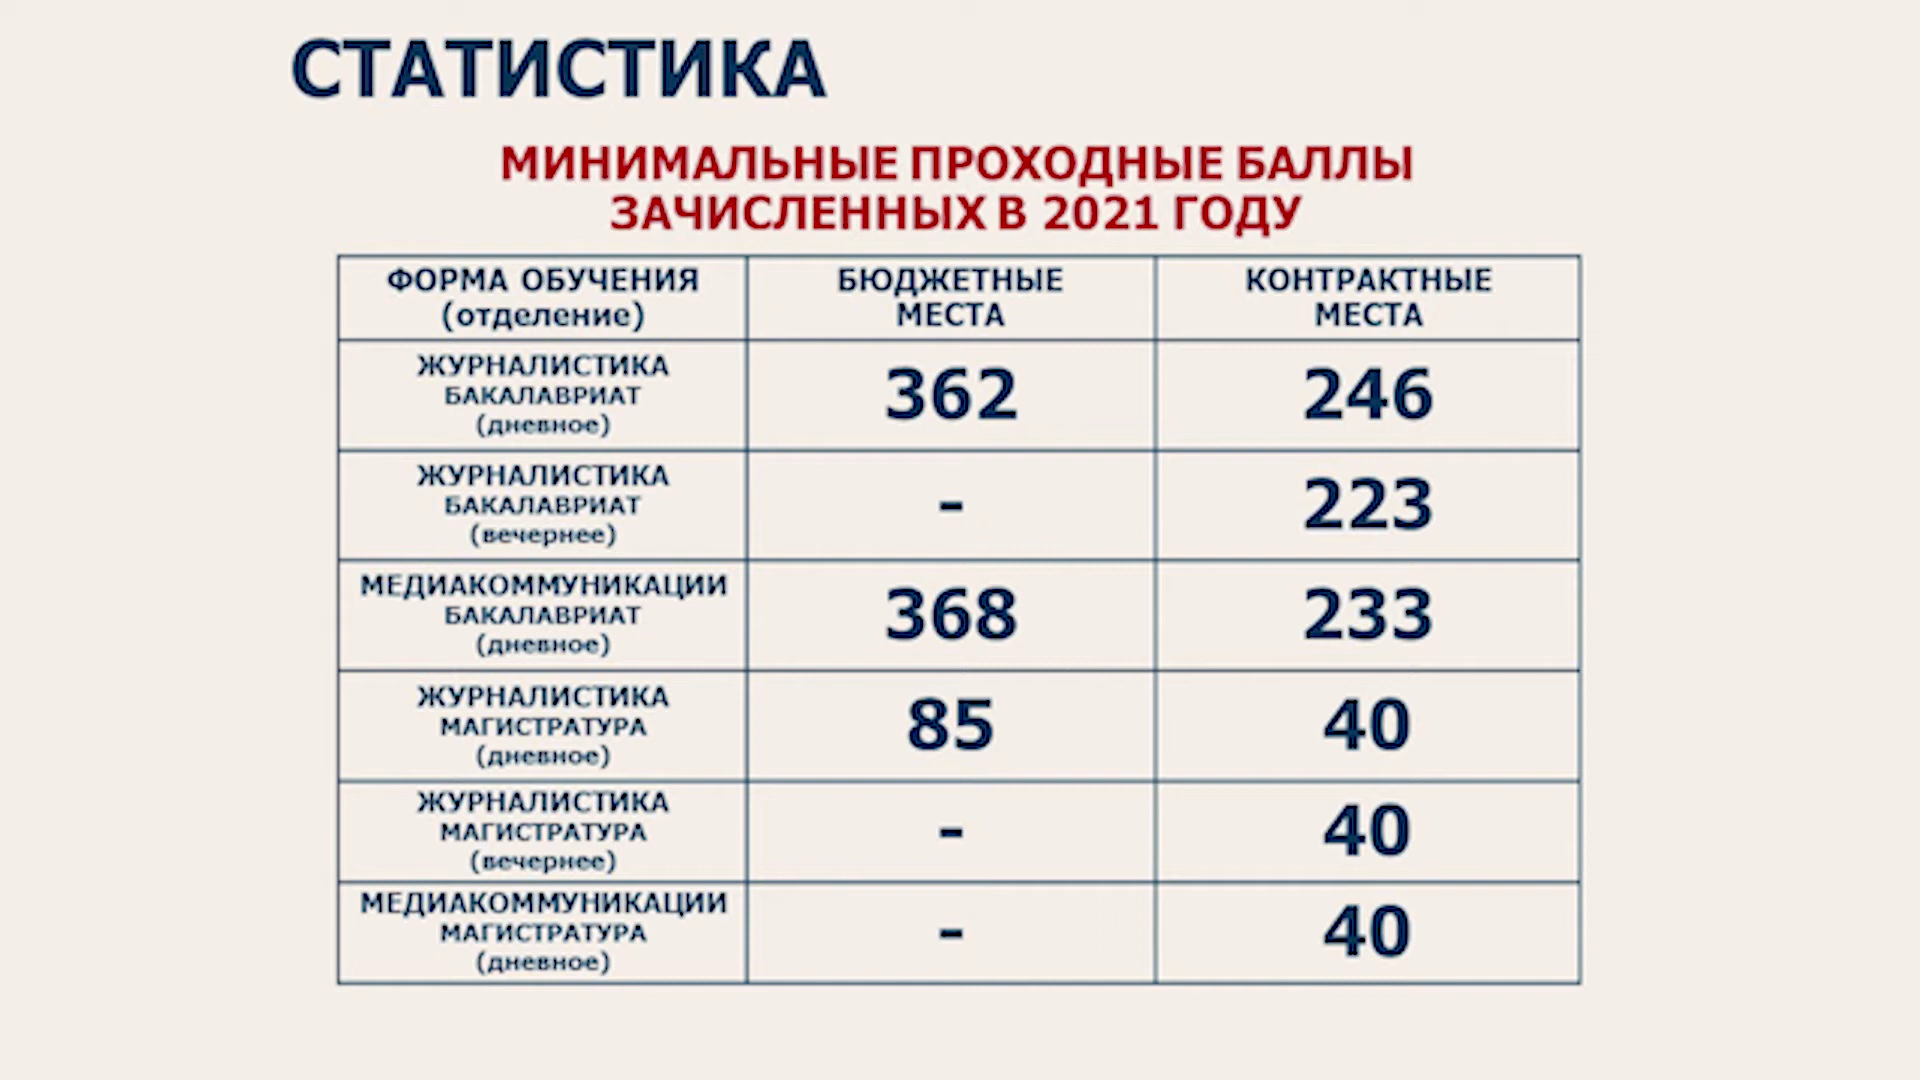 СТАТИСТИКА
МИНИМАЛЬНЫЕ ПРОХОДНЫЕ БАЛЛЫ
ЗАЧИСЛЕННЫХ В 2021 ГОДУ
ФОРМА ОБУЧЕНИЯ
(отделение)
БЮДЖЕТНЫЕ
МЕСТА
КОНТРАКТНЫЕ
МЕСТА
ЖУРНАЛИСТИКА
БАКАЛАВРИАТ
(дневное)
362
246
ЖУРНАЛИСТИКА
БАКАЛАВРИАТ
(вечернее)
-
223
МЕДИАКОММУНИКАЦИИ
БАКАЛАВРИАТ
(дневное)
368
233
ЖУРНАЛИСТИКА
МАГИСТРАТУРА
(дневное)
85
40
ЖУРНАЛИСТИКА
МАГИСТРАТУРА
(вечернее)
-
40
МЕДИАКОММУНИКАЦИИ
МАГИСТРАТУРА
(дневное)
-
40